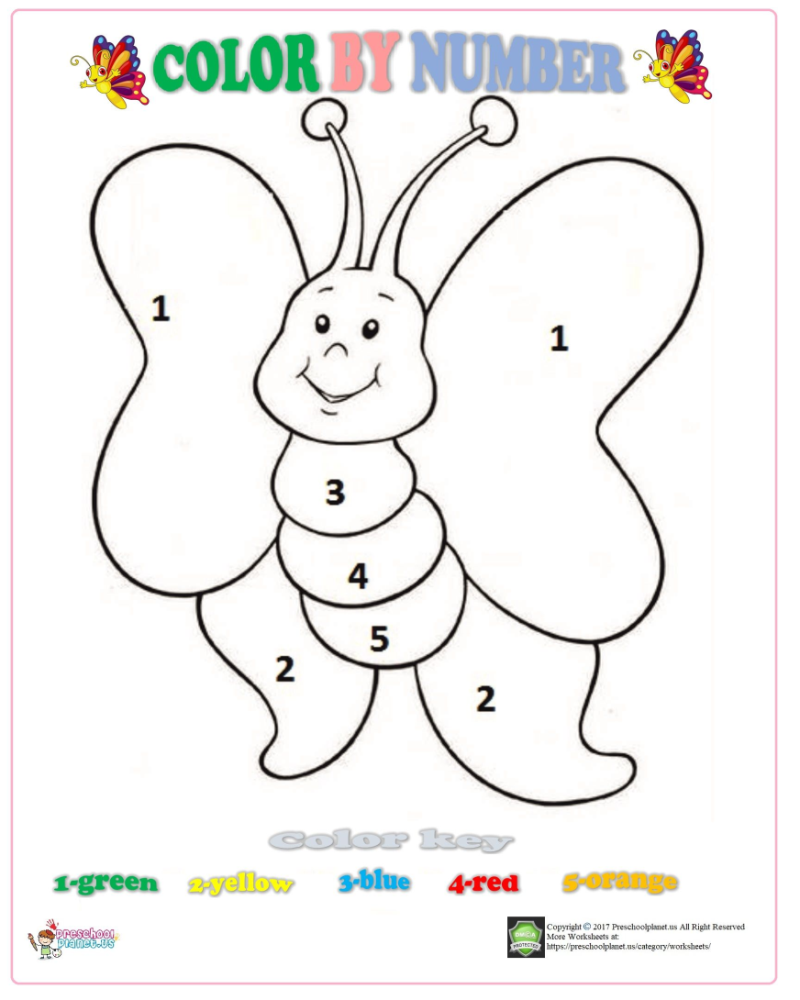 COLOR BY NUMBER
1
1
3
4
5
2
2
Color key
1-green 2-yellow 3-blue 4-red 5-orange
preschool
planet.us
DMCA
PROTECTED
Copyright © 2017 Preschoolplanet.us All Right Reserved
More Worksheets at:
https://preschoolplanet.us/category/worksheets/